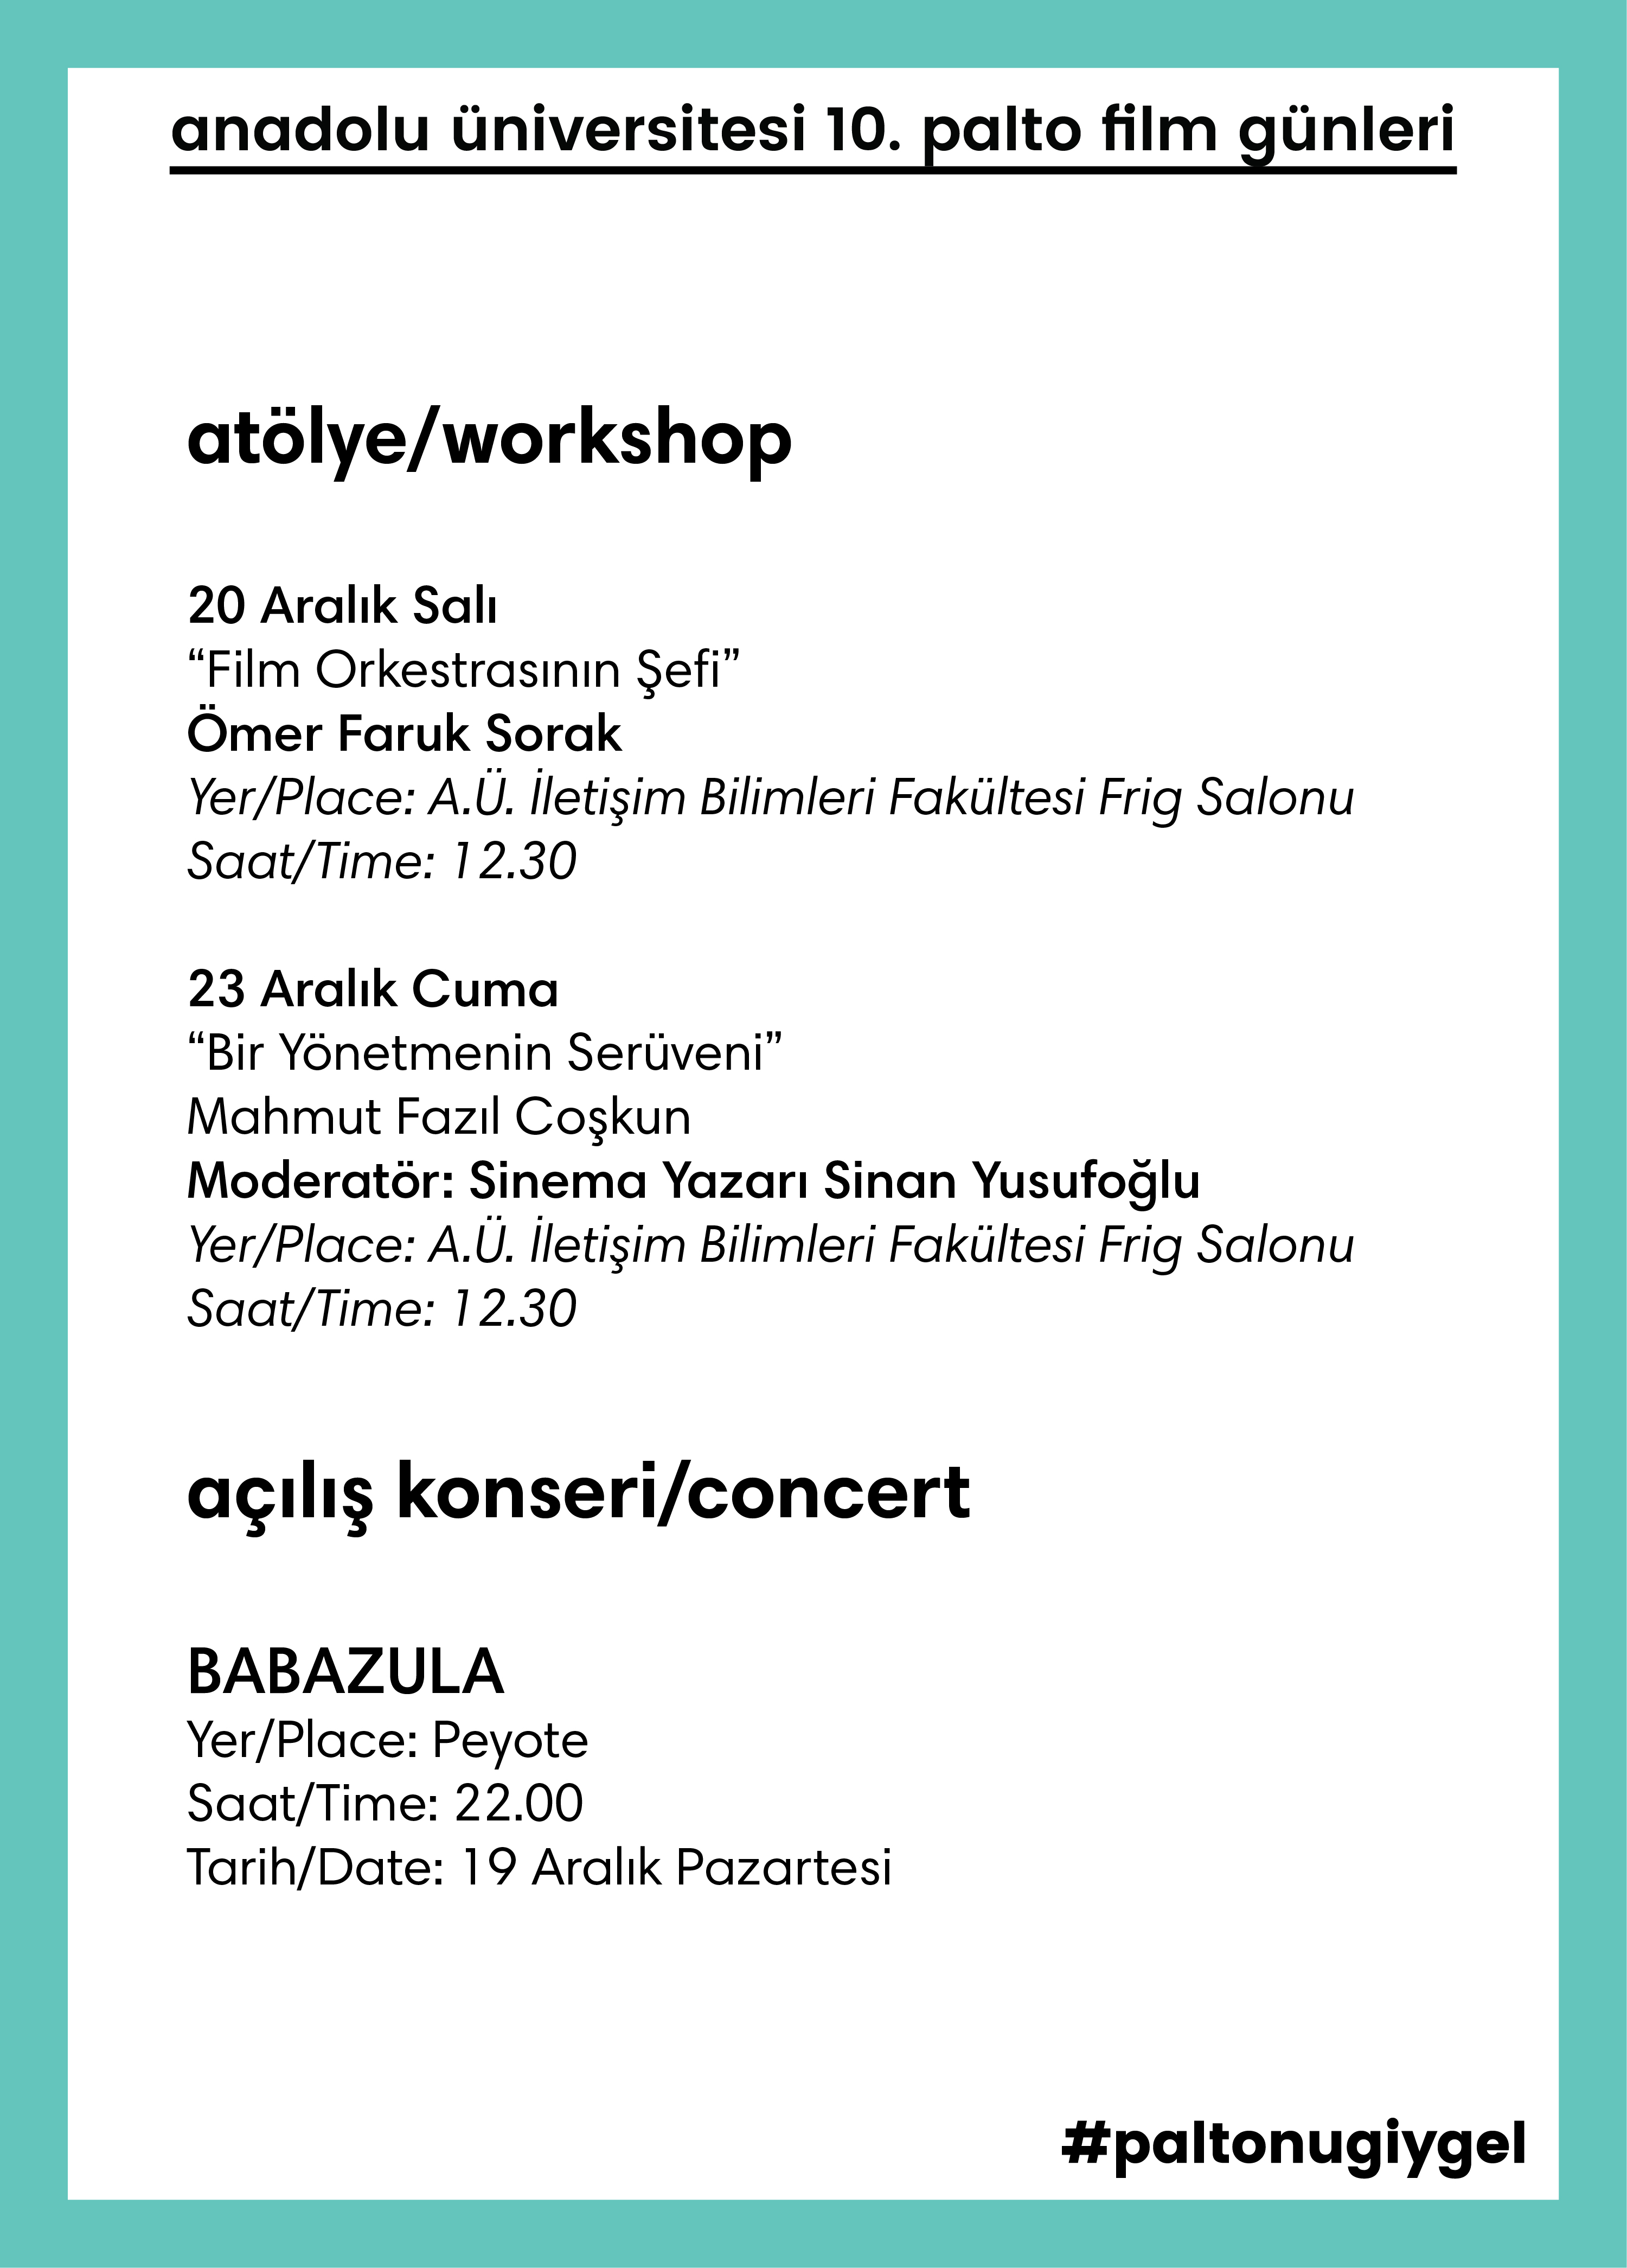 anadolu üniversitesi 10. palto film günleri
atölye/workshop
20 Aralık Salı
“Film Orkestrasının Şefi”
Ömer Faruk Sorak
Yer/Place: A.Ü. İletişim Bilimleri Fakültesi Frig Salonu
Saat/Time: 12.30
23 Aralık Cuma
“Bir Yönetmenin Serüveni”
Mahmut Fazıl Coşkun
Moderatör: Sinema Yazarı Sinan Yusufoğlu
Yer/Place: A.Ü. İletişim Bilimleri Fakültesi Frig Salonu
Saat/Time: 12.30
açılış konseri/concert
BABAZULA
Yer/Place: Peyote
Saat/Time: 22.00
Tarih/Date: 19 Aralık Pazartesi
#paltonugiygel